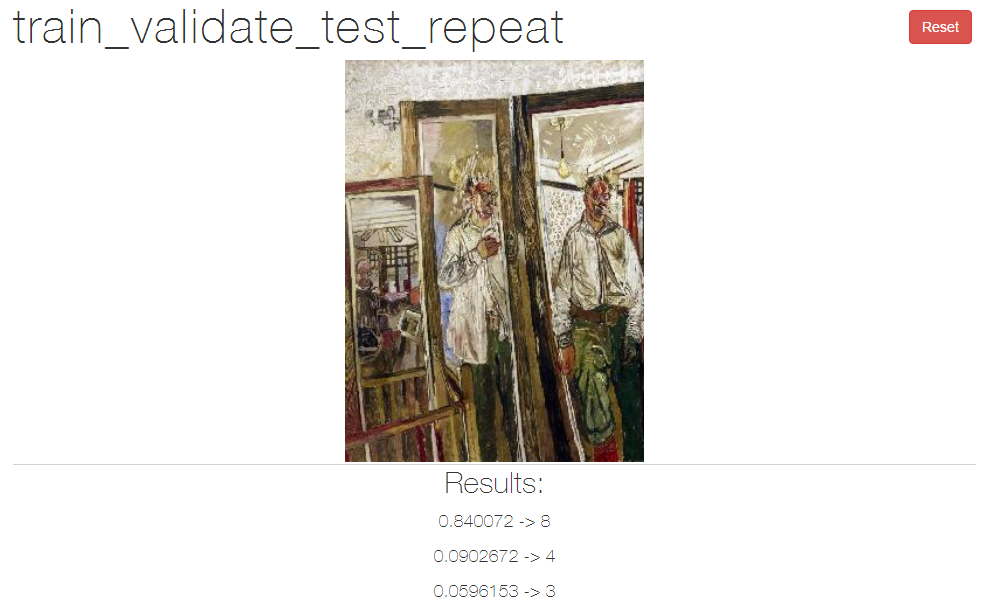 train_validate_test_repeat
Reset
Results:
0.840072 -> 8
0.0902672 -> 4
0.0596153 -> 3